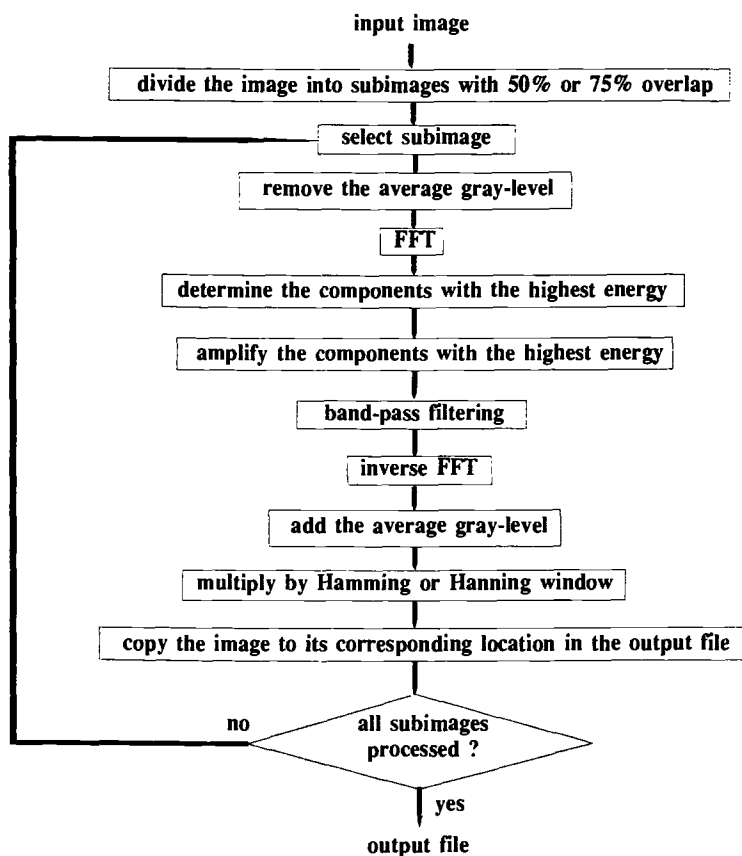 input image
divide the image into subimages with 50% or 75% overlap
select subimage
remove the average gray-level
FFT
determine the components with the highest energy
amplify the components with the highest energy
band-pass filtering
inverse FFT
add the average gray-level
multiply by Hamming or Hanning window
copy the image to its corresponding location in the output file
no
all subimages
processed ?
yes
output file